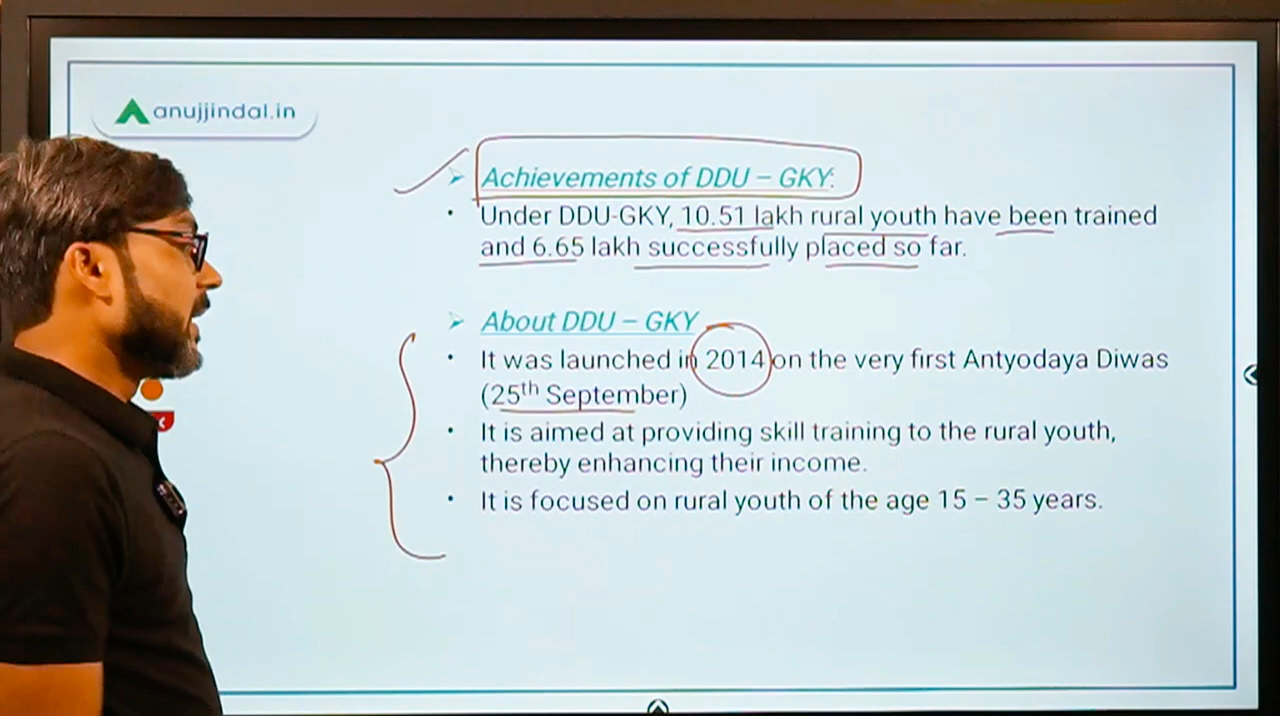 anujjindal.in
Achievements of DDU – GKY:
Under DDU-GKY, 10.51 lakh rural youth have been trained
and 6.65 lakh successfully placed so far.
About DDU – GKY
It was launched in 2014 on the very first Antyodaya Diwas
(25th September)
It is aimed at providing skill training to the rural youth,
thereby enhancing their income.
It is focused on rural youth of the age 15 – 35 years.